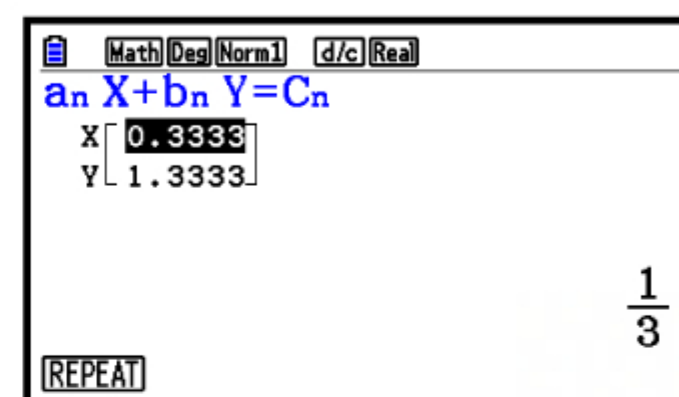 Math Deg Norm1 d/c Real
an X+bn Y=Cn
X 0.3333
Y 1.3333
1
3
REPEAT